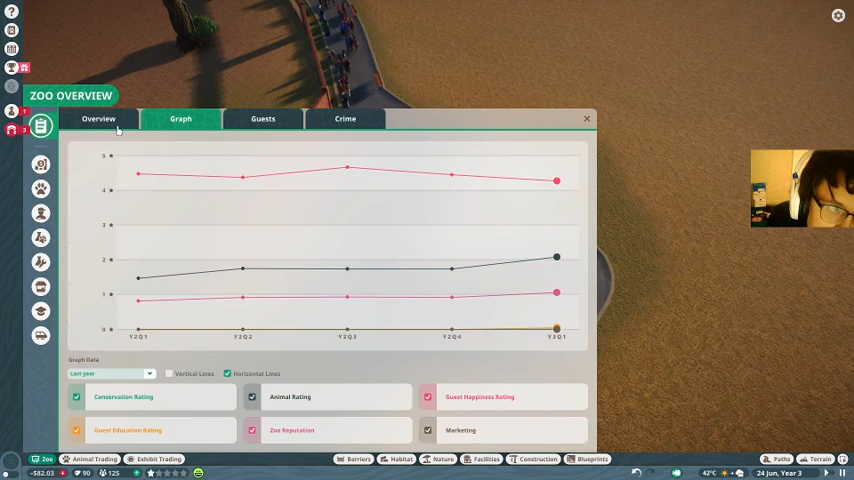 ZOO OVERVIEW
1
3
Overview
Graph
Guests
Crime
5
4
3
2
1
0
Y2Q1
Y2Q2
Y2Q3
Y2Q4
Y3Q1
Graph Data
Last year
Vertical Lines
Horizontal Lines
Conservation Rating
Animal Rating
Guest Happiness Rating
Guest Education Rating
Zoo Reputation
Marketing
Zoo
Animal Trading
Exhibit Trading
Barriers
Habitat
Nature
Facilities
Construction
Blueprints
Paths
Terrain
-$82.03
90
125
42°C
24 Jun, Year 3